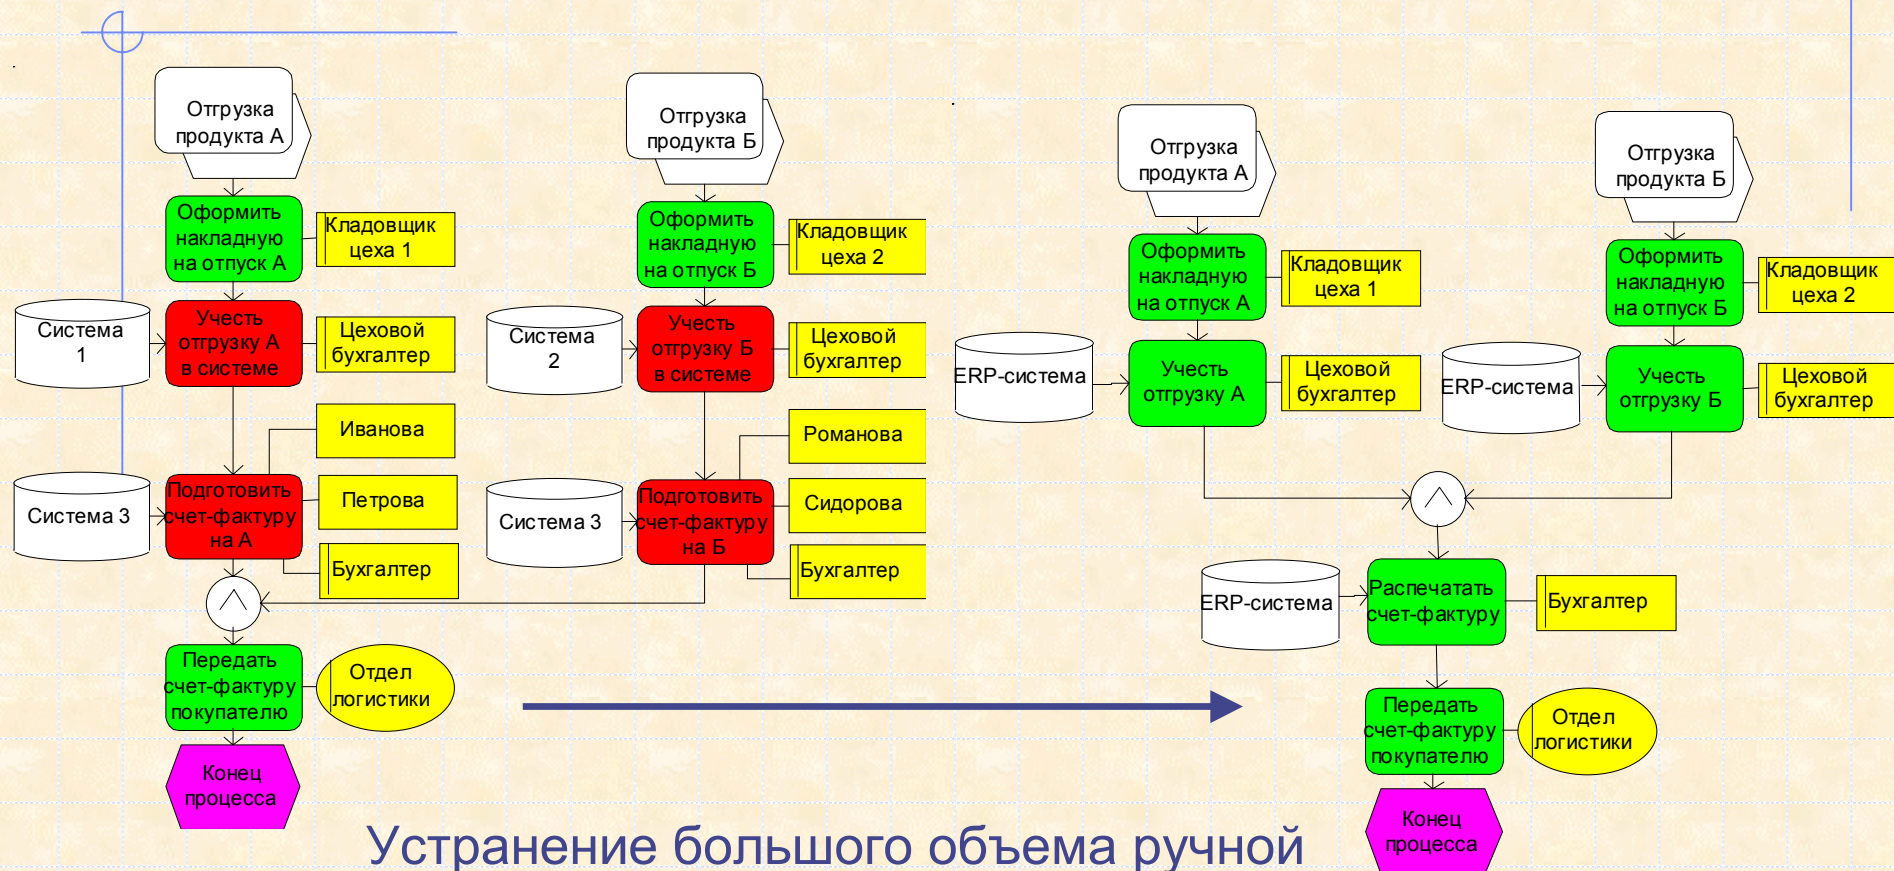 Отгрузка
продукта А
Оформить
накладную
на отпуск А
Кладовщик
цеха 1
Система
1
Учесть
отгрузку А
в системе
Цеховой
бухгалтер
Иванова
Система 3
Подготовить
счет-фактуру
на А
Петрова
Бухгалтер
Передать
счет-фактуру
покупателю
Отдел
логистики
Конец
процесса
Отгрузка
продукта Б
Оформить
накладную
на отпуск Б
Кладовщик
цеха 2
Система
2
Учесть
отгрузку Б
в системе
Цеховой
бухгалтер
Романова
Система 3
Подготовить
счет-фактуру
на Б
Сидорова
Бухгалтер
Отгрузка
продукта А
Оформить
накладную
на отпуск А
Кладовщик
цеха 1
ERP-система
Учесть
отгрузку А
Цеховой
бухгалтер
Отгрузка
продукта Б
Оформить
накладную
на отпуск Б
Кладовщик
цеха 2
ERP-система
Учесть
отгрузку Б
Цеховой
бухгалтер
ERP-система
Распечатать
счет-фактуру
Бухгалтер
Передать
счет-фактуру
покупателю
Отдел
логистики
Конец
процесса
Устранение большого объема ручной